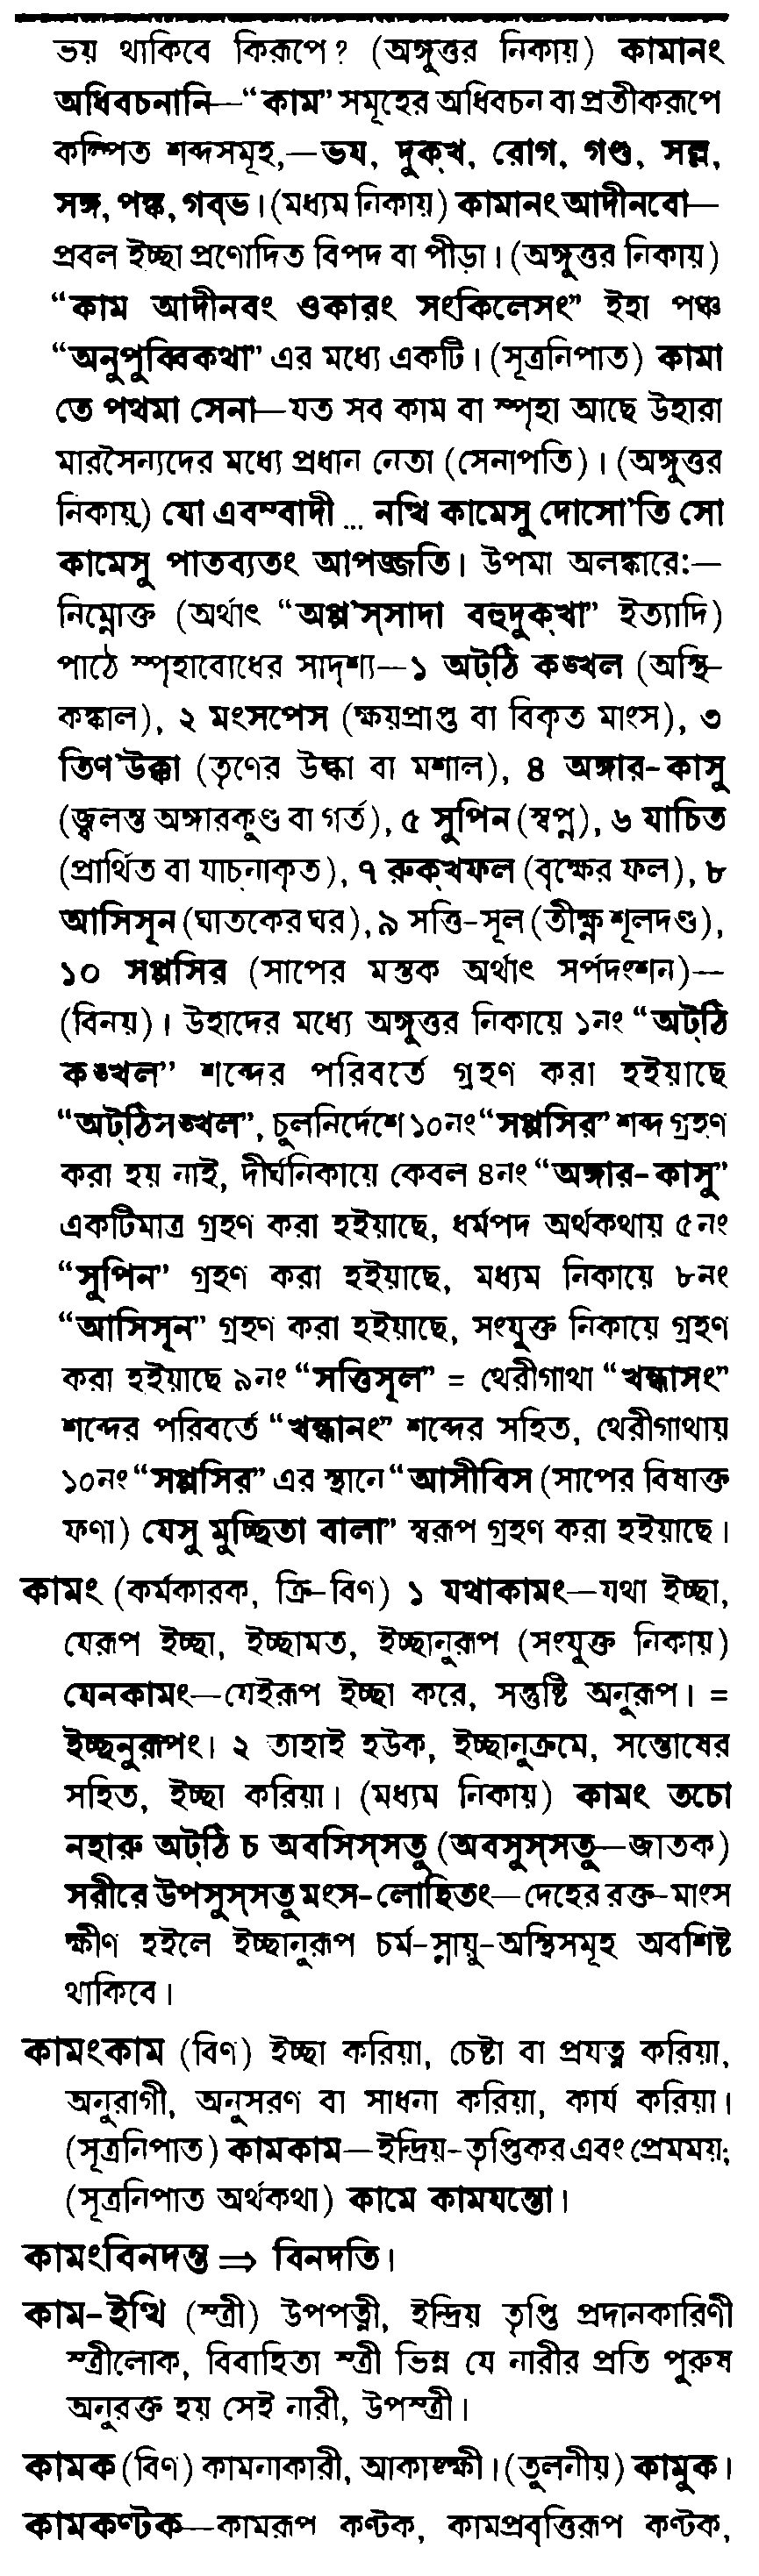 ভয় থাকিবে কিরূপে? (অঙ্গুত্তর নিকায়) কামানং
অধিবচনানি—“কাম” সমূহের অধিবচন বা প্রতীকরূপে
কল্পিত শব্দসমূহ,—ভয, দুক্খ, রোগ, গণ্ড, সল্ল,
সঙ্গ, পঙ্ক, গব্ভ। (মধ্যম নিকায়) কামানং আদীনবো—
প্রবল ইচ্ছা প্রণোদিত বিপদ বা পীড়া। (অঙ্গুত্তর নিকায়)
“কাম আদীনবং ওকারং সংকিলেসং” ইহা পঞ্চ
“অনুপুব্বিকথা” এর মধ্যে একটি। (সূত্রনিপাত) কামা
তে পথমা সেনা—যত সব কাম বা স্পৃহা আছে উহারা
মারসৈন্যদের মধ্যে প্রধান নেতা (সেনাপতি)। (অঙ্গুত্তর
নিকায়) যো এবম্বাদী ... নত্থি কামেসু দোসো'তি সো
কামেসু পাতব্যতং আপজ্জতি। উপমা অলঙ্কারে:—
নিম্নোক্ত (অর্থাৎ “অপ্প'স্সাদা বহুদুক্খা” ইত্যাদি)
পাঠে স্পৃহাবোধের সাদৃশ্য—১ অট্ঠি কঙ্খল (অস্থি-
কঙ্কাল), ২ মংসপেস (ক্ষয়প্রাপ্ত বা বিকৃত মাংস), ৩
তিণ'উক্কা (তৃণের উল্কা বা মশাল), ৪ অঙ্গার-কাসু
(জ্বলন্ত অঙ্গারকুণ্ড বা গর্ত), ৫ সুপিন (স্বপ্ন), ৬ যাচিত
(প্রার্থিত বা যাচনাকৃত), ৭ রুক্খফল (বৃক্ষের ফল), ৮
আসিসূন (ঘাতকের ঘর), ৯ সত্তি-সূল (তীক্ষ্ণ শূলদণ্ড),
১০ সপ্পসির (সাপের মস্তক অর্থাৎ সর্পদংশন)—
(বিনয়)। উহাদের মধ্যে অঙ্গুত্তর নিকায়ে ১নং “অট্ঠি
কঙ্খল” শব্দের পরিবর্তে গ্রহণ করা হইয়াছে
“অট্ঠিসঙ্খল”, চুলনির্দেশে ১০নং “সপ্পসির” শব্দ গ্রহণ
করা হয় নাই, দীর্ঘনিকায়ে কেবল ৪নং “অঙ্গার-কাসু”
একটিমাত্র গ্রহণ করা হইয়াছে, ধর্মপদ অর্থকথায় ৫নং
“সুপিন” গ্রহণ করা হইয়াছে, মধ্যম নিকায়ে ৮নং
“আসিসূন” গ্রহণ করা হইয়াছে, সংযুক্ত নিকায়ে গ্রহণ
করা হইয়াছে ৯নং “সত্তিসূল” = থেরীগাথা “খন্ধাসং”
শব্দের পরিবর্তে “খন্ধানং” শব্দের সহিত, থেরীগাথায়
১০নং “সপ্পসির” এর স্থানে “আসীবিস (সাপের বিষাক্ত
ফণা) যেসু মুচ্ছিতা বালা” স্বরূপ গ্রহণ করা হইয়াছে।
কামং (কর্মকারক, ক্রি-বিণ) ১ যথাকামং—যথা ইচ্ছা,
যেরূপ ইচ্ছা, ইচ্ছামত, ইচ্ছানুরূপ (সংযুক্ত নিকায়)
যেনকামং—যেইরূপ ইচ্ছা করে, সন্তুষ্টি অনুরূপ। =
ইচ্ছনুরূপং। ২ তাহাই হউক, ইচ্ছানুক্রমে, সন্তোষের
সহিত, ইচ্ছা করিয়া। (মধ্যম নিকায়) কামং তচো
নহারু অট্ঠি চ অবসিস্সতু (অবসুস্সতু—জাতক)
সরীরে উপসুস্সতু মংস-লোহিতং—দেহের রক্ত-মাংস
ক্ষীণ হইলে ইচ্ছানুরূপ চর্ম-স্নায়ু-অস্থিসমূহ অবশিষ্ট
থাকিবে।
কামংকাম (বিণ) ইচ্ছা করিয়া, চেষ্টা বা প্রযত্ন করিয়া,
অনুরাগী, অনুসরণ বা সাধনা করিয়া, কার্য করিয়া।
(সূত্রনিপাত) কামকাম—ইন্দ্রিয়-তৃপ্তিকর এবং প্রেমময়;
(সূত্রনিপাত অর্থকথা) কামে কামযন্তো।
কামংবিনদন্ত ⇒ বিনদতি।
কাম-ইত্থি (স্ত্রী) উপপত্নী, ইন্দ্রিয় তৃপ্তি প্রদানকারিণী
স্ত্রীলোক, বিবাহিতা স্ত্রী ভিন্ন যে নারীর প্রতি পুরুষ
অনুরক্ত হয় সেই নারী, উপস্ত্রী।
কামক (বিণ) কামনাকারী, আকাঙ্ক্ষী। (তুলনীয়) কামুক।
কামকণ্টক—কামরূপ কণ্টক, কামপ্রবৃত্তিরূপ কণ্টক,